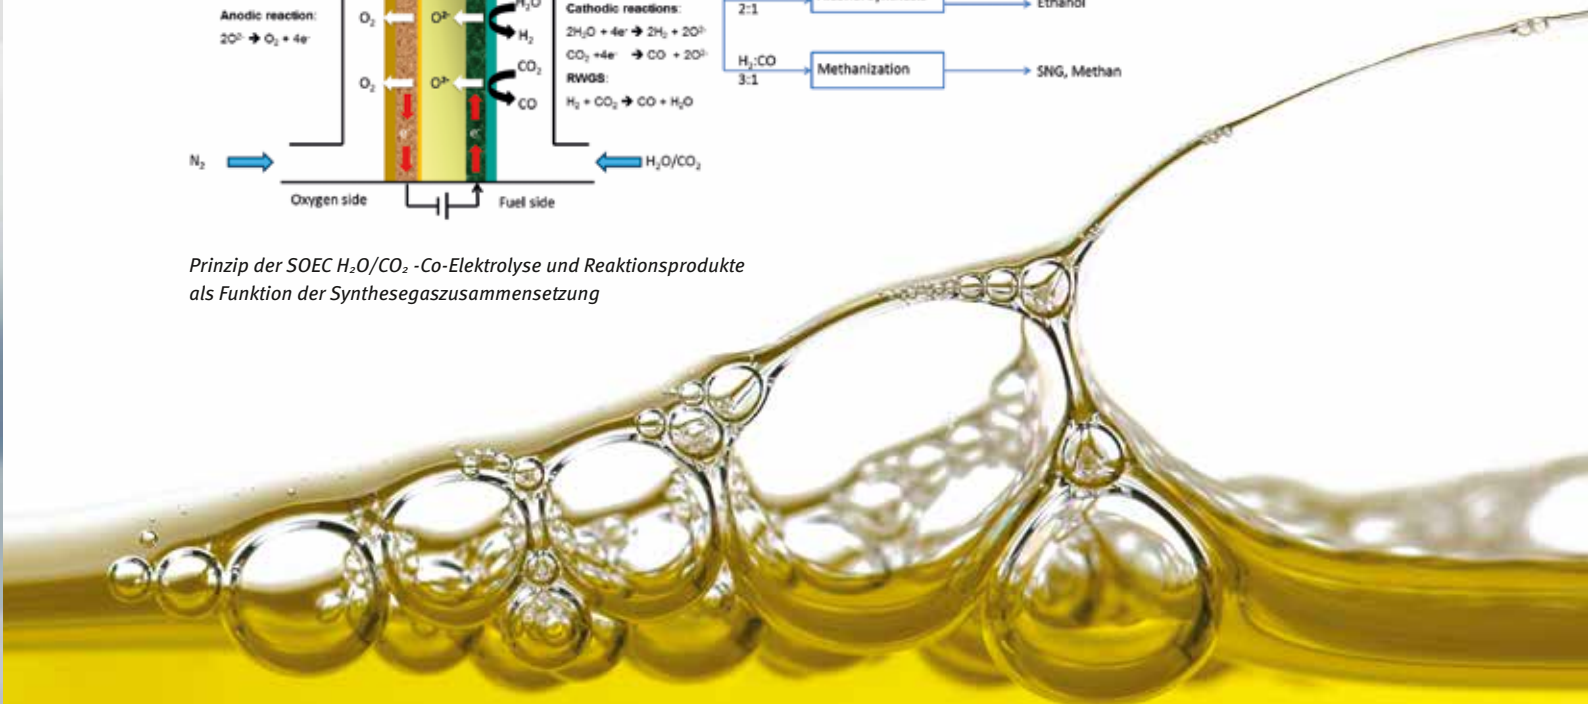 Anodic reaction:
2O²⁻ → O₂ + 4e⁻
O₂
O²⁻
H₂O
H₂
O₂
O²⁻
CO₂
CO
e⁻
e⁻
N₂
H₂O/CO₂
Oxygen side
Fuel side
Cathodic reactions:
2H₂O + 4e⁻ → 2H₂ + 2O²⁻
CO₂ +4e⁻ → CO + 2O²⁻
RWGS:
H₂ + CO₂ → CO + H₂O
2:1
Ethanol
H₂:CO
3:1
Methanization
SNG, Methan
Prinzip der SOEC H₂O/CO₂ -Co-Elektrolyse und Reaktionsprodukte
als Funktion der Synthesegaszusammensetzung